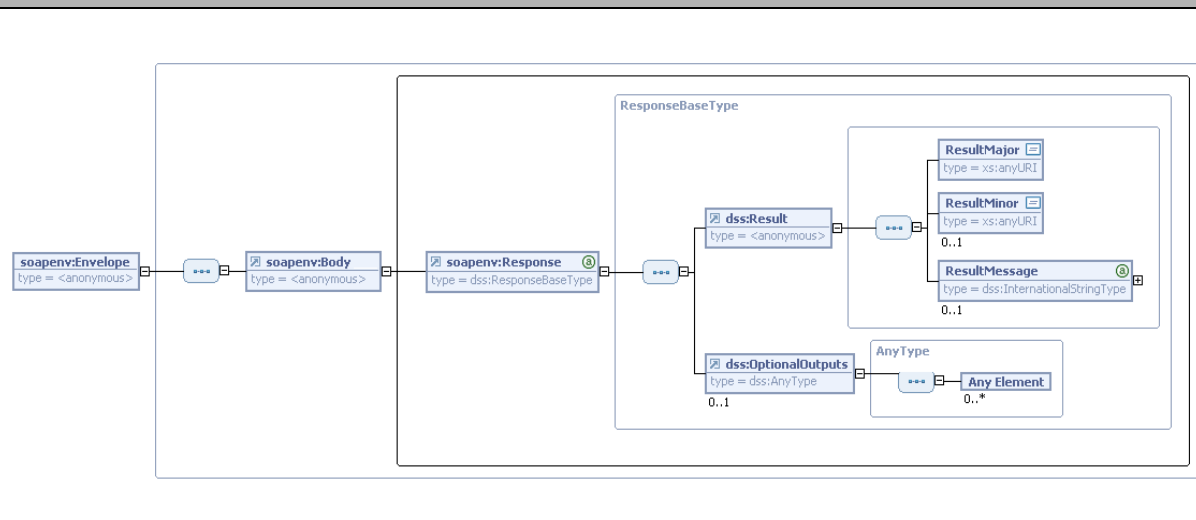 ResponseBaseType
ResultMajor
type = xs:anyURI
ResultMinor
type = xs:anyURI
0..1
dss:Result
type = <anonymous>
soapenv:Envelope
type = <anonymous>
soapenv:Body
type = <anonymous>
soapenv:Response a
type = dss:ResponseBaseType
ResultMessage a
type = dss:InternationalStringType
0..1
AnyType
dss:OptionalOutputs
type = dss:AnyType
0..1
Any Element
0..*